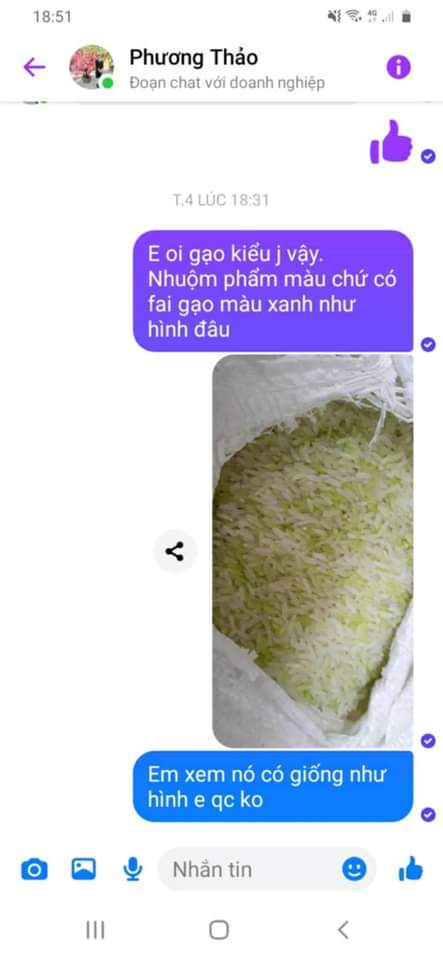 18:51
4G
Phương Thảo
Đoạn chat với doanh nghiệp
T.4 LÚC 18:31
E oi gạo kiểu j vậy.
Nhuộm phẩm màu chứ có
fai gạo màu xanh như
hình đâu
Em xem nó có giống như
hình e qc ko
Nhắn tin